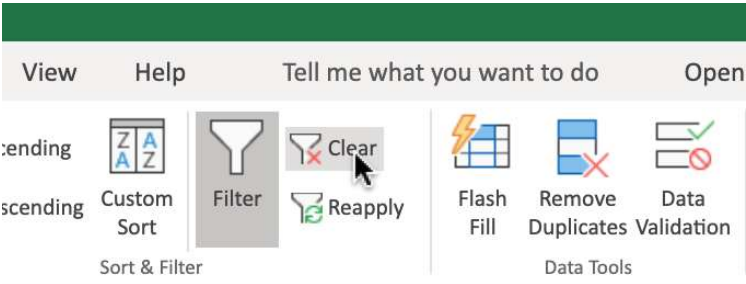 View Help Tell me what you want to do Open
cending Custom Sort Filter Clear Flash Fill Remove Duplicates Data Validation
scending Reapply
Sort & Filter Data Tools